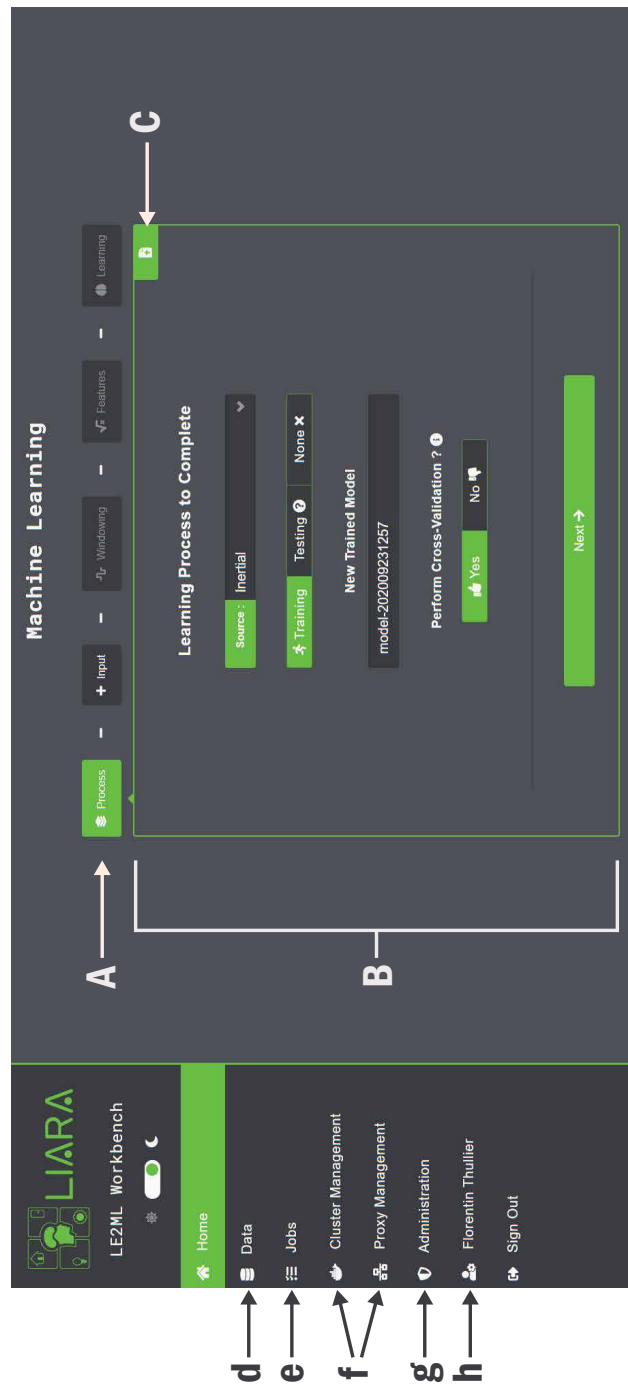 LIARA
LE2ML Workbench
Home
Data
Jobs
Cluster Management
Proxy Management
Administration
Florentin Thullier
Sign Out
d
e
f
g
h
Machine Learning
A
Process
Input
Windowing
Features
Learning
B
C
Learning Process to Complete
Source : Inertial
Training Testing None
New Trained Model
model-202009231257
Perform Cross-Validation ?
Yes No
Next